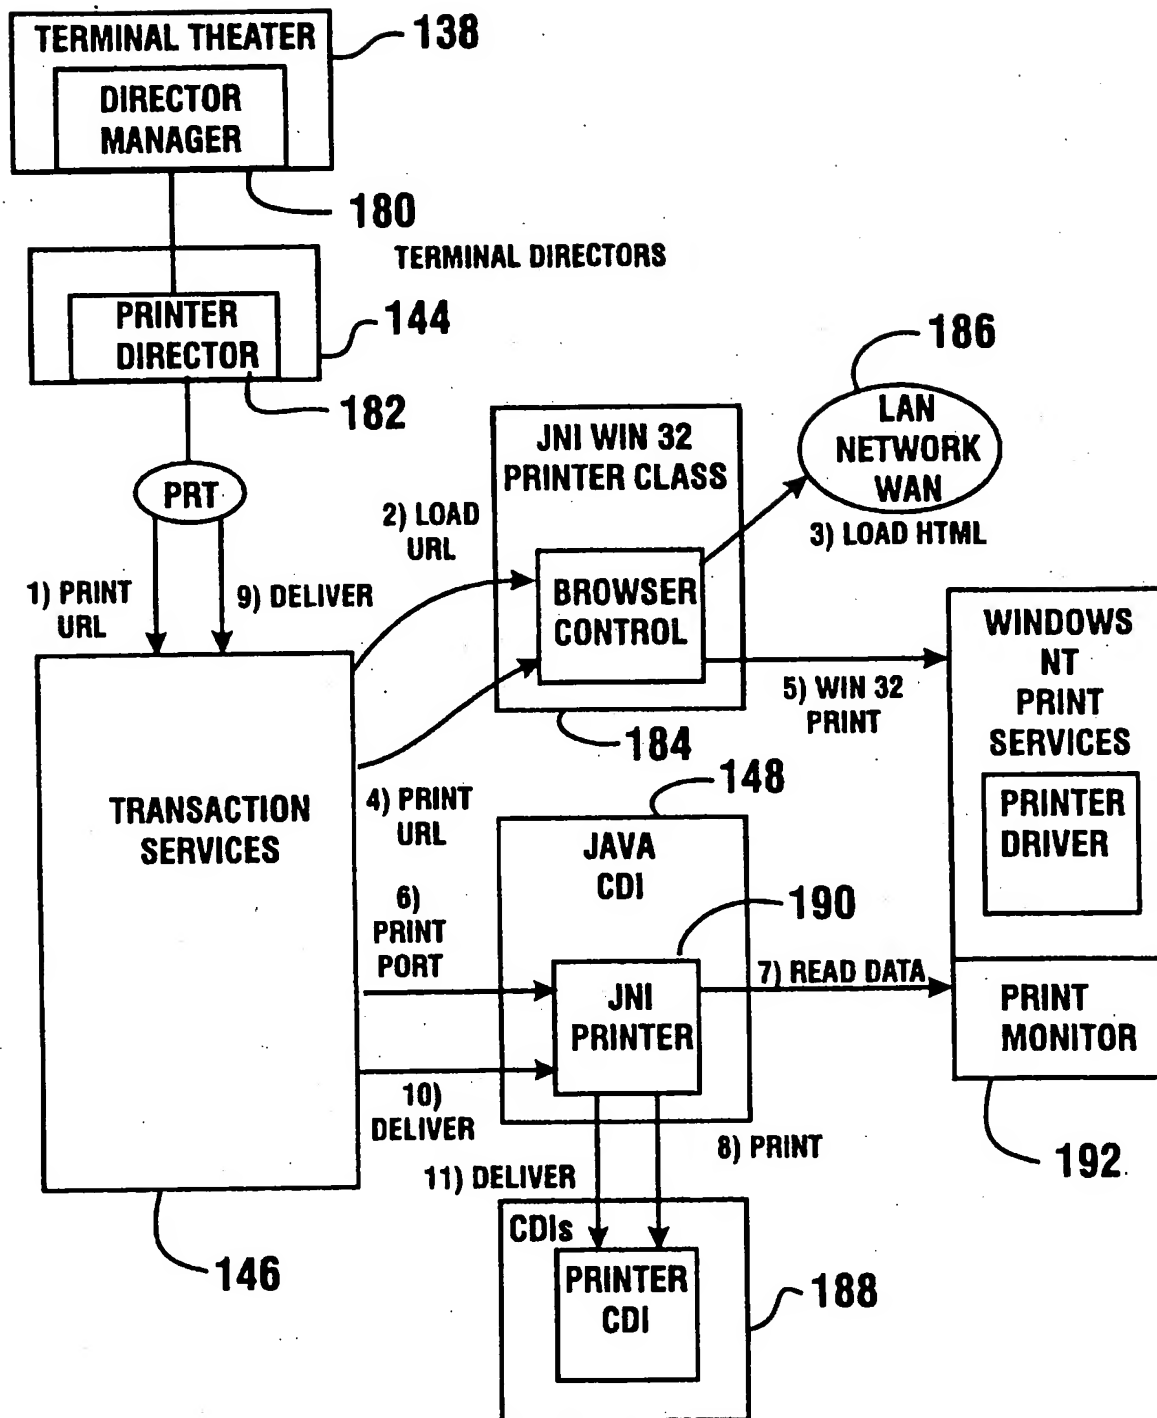 TERMINAL THEATER
138
DIRECTOR
MANAGER
180
TERMINAL DIRECTORS
PRINTER
DIRECTOR
144
182
186
LAN
NETWORK
WAN
JNI WIN 32
PRINTER CLASS
PRT
2) LOAD
URL
3) LOAD HTML
1) PRINT
URL
9) DELIVER
BROWSER
CONTROL
WINDOWS
NT
PRINT
SERVICES
5) WIN 32
PRINT
184
148
TRANSACTION
SERVICES
4) PRINT
URL
JAVA
CDI
PRINTER
DRIVER
190
6)
PRINT
PORT
7) READ DATA
JNI
PRINTER
PRINT
MONITOR
10)
DELIVER
8) PRINT
11) DELIVER
192
CDIs
146
PRINTER
CDI
188